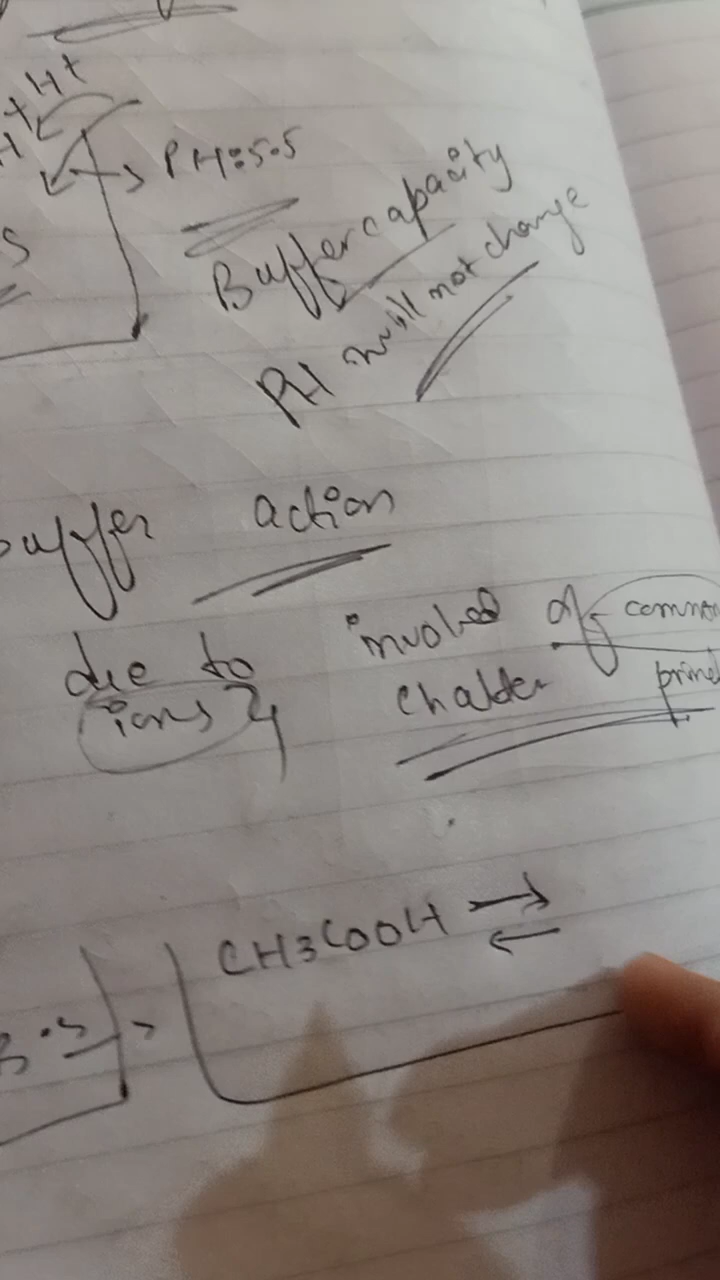 H+
PH:5.5
S
Buffer capacity
PH will not change
buffer action
due to involved of common
ions chalder
CH3COOH ⇌
B.S